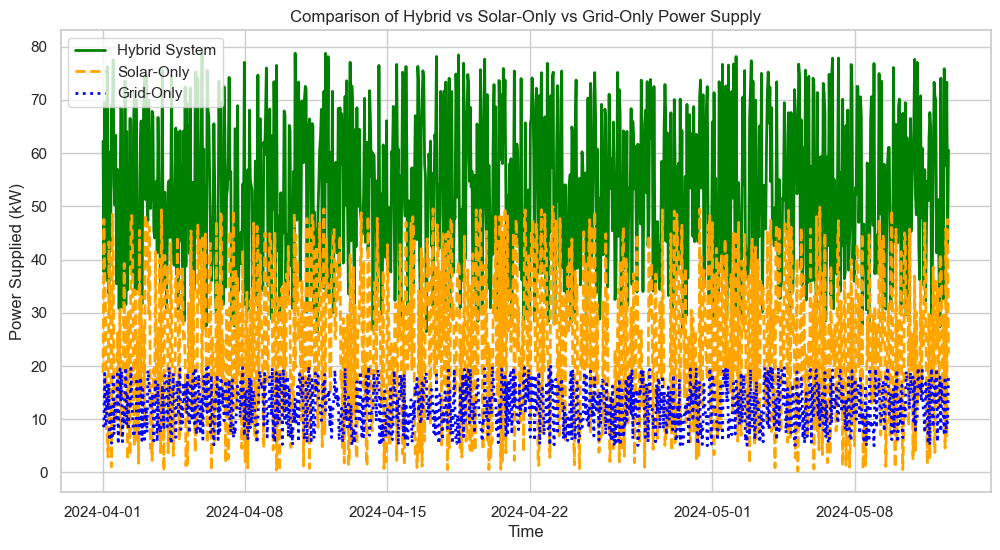 Comparison of Hybrid vs Solar-Only vs Grid-Only Power Supply
Hybrid System
Solar-Only
Grid-Only
Power Supplied (kW)
80
70
60
50
40
30
20
10
0
2024-04-01
2024-04-08
2024-04-15
2024-04-22
2024-05-01
2024-05-08
Time